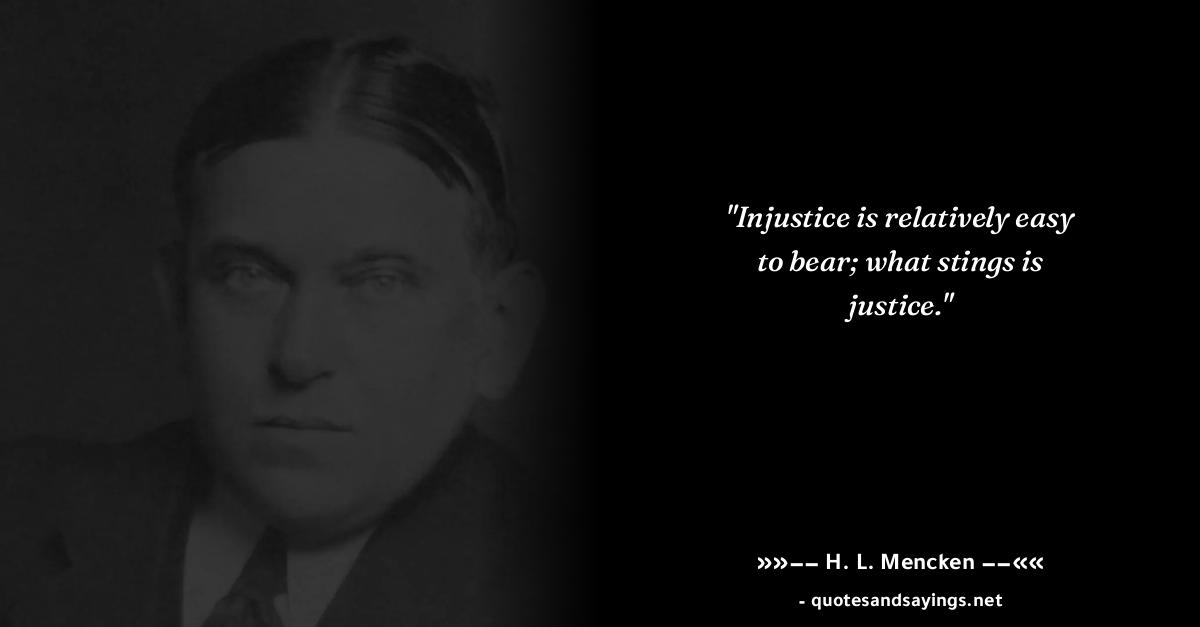 "Injustice is relatively easy
to bear; what stings is
justice."
»»–– H. L. Mencken ––««
- quotesandsayings.net